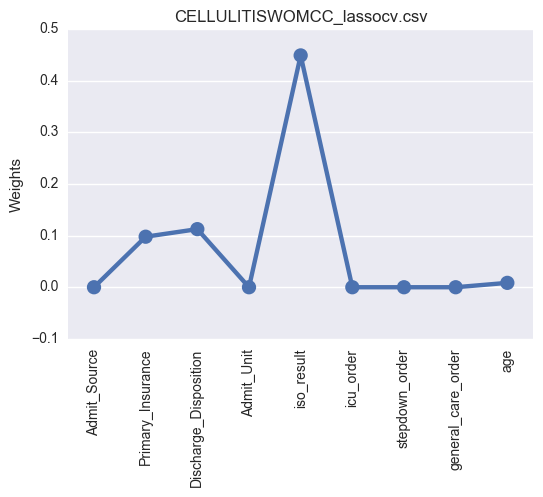 CELLULITISWOMCC_lassocv.csv
0.5
0.4
0.3
0.2
0.1
0.0
−0.1
Weights
Admit_Source
Primary_Insurance
Discharge_Disposition
Admit_Unit
iso_result
icu_order
stepdown_order
general_care_order
age